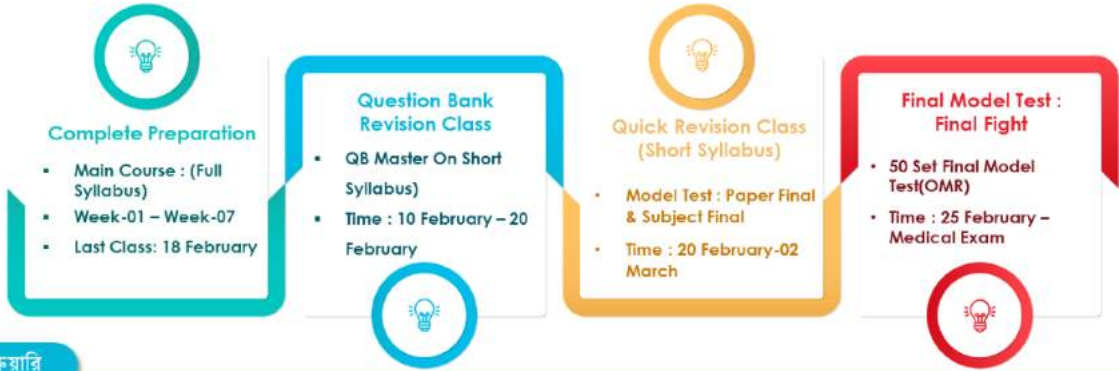 Complete Preparation
Main Course : (Full
Syllabus)
Week-01 – Week-07
Last Class: 18 February
Question Bank
Revision Class
QB Master On Short
Syllabus)
Time : 10 February – 20
February
Quick Revision Class
(Short Syllabus)
Model Test : Paper Final
& Subject Final
Time : 20 February-02
March
Final Model Test :
Final Fight
50 Set Final Model
Test(OMR)
Time : 25 February –
Medical Exam